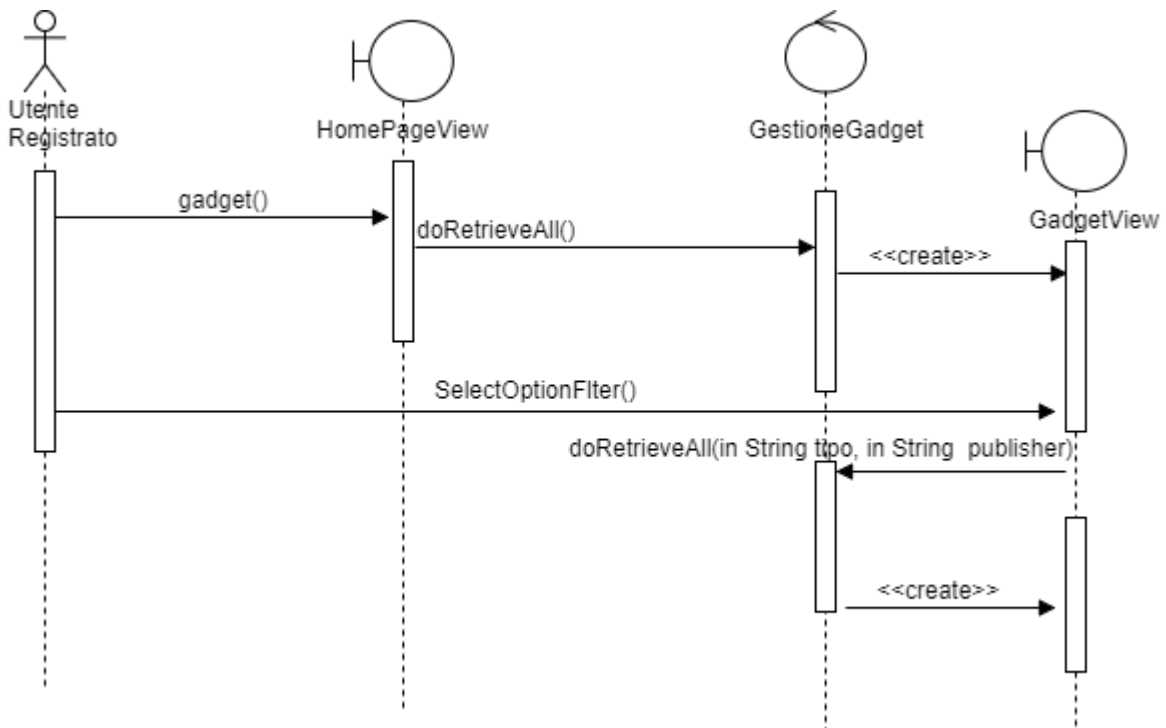 Utente
Registrato
HomePageView
GestioneGadget
GadgetView
gadget()
doRetrieveAll()
<<create>>
SelectOptionFlter()
doRetrieveAll(in String tipo, in String publisher)
<<create>>